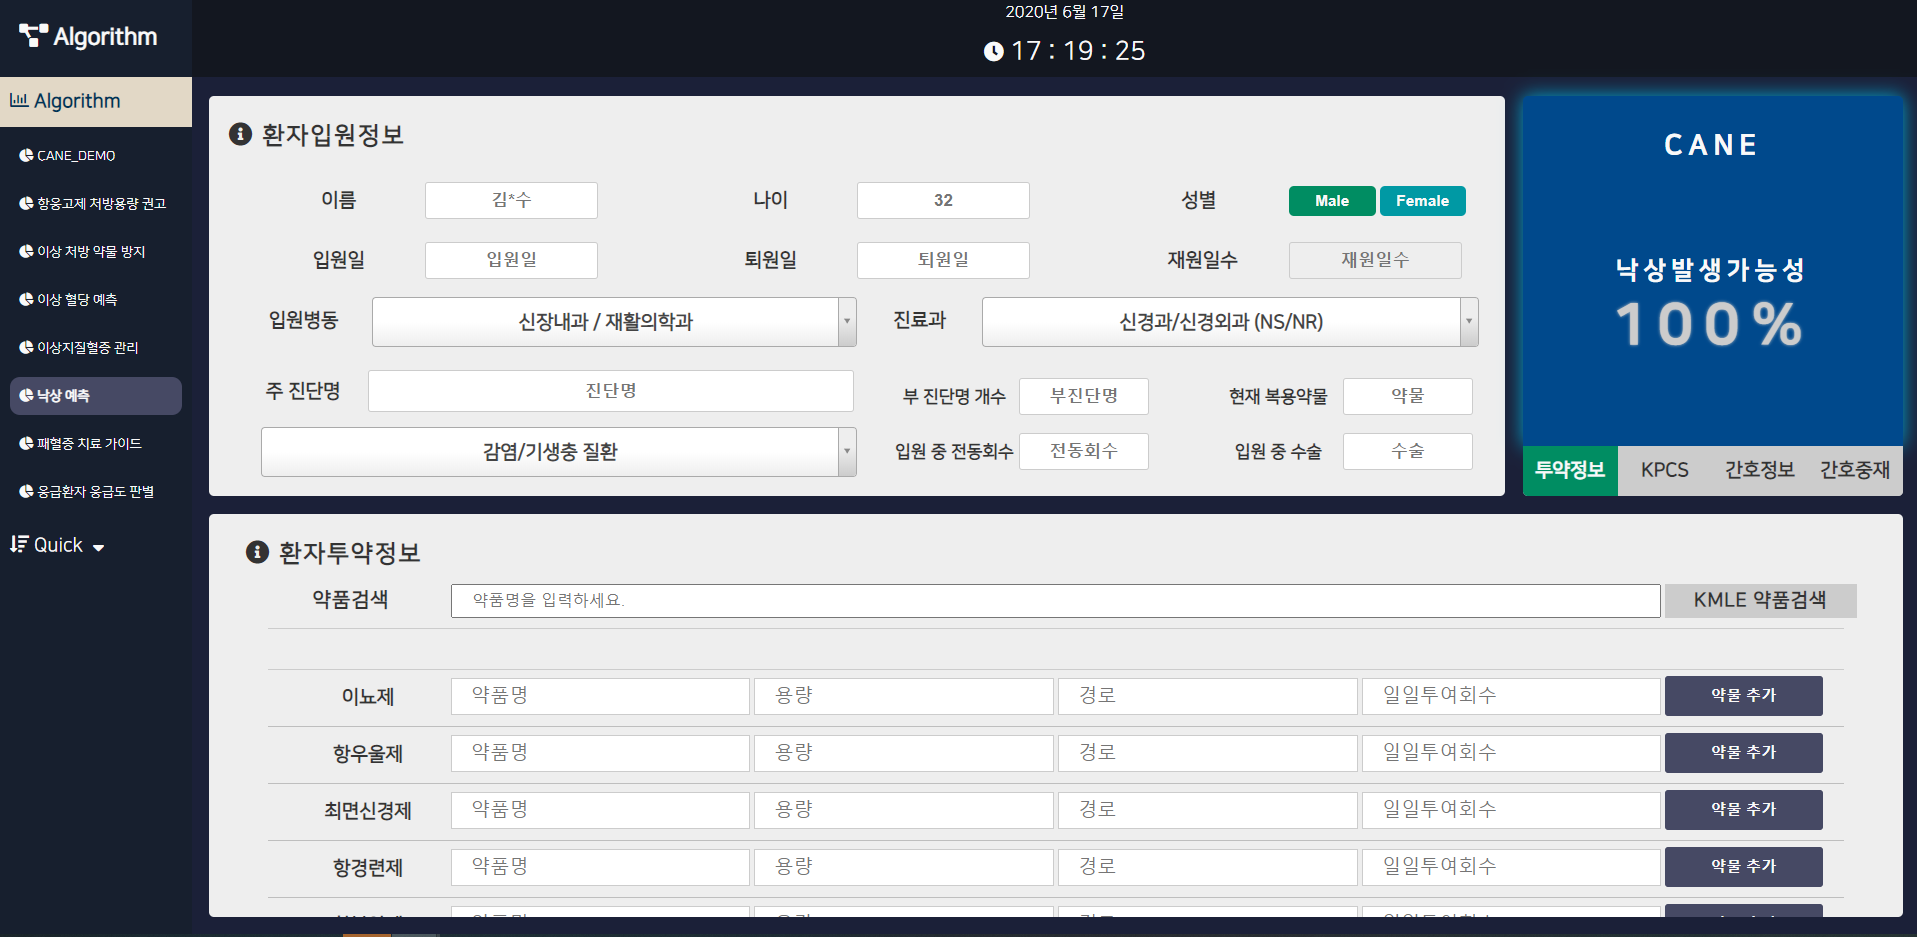 Algorithm
2020년 6월 17일
17 : 19 : 25
Algorithm
CANE_DEMO
항응고제 처방용량 권고
이상 처방 약물 방지
이상 혈당 예측
이상지질혈증 관리
낙상 예측
패혈증 치료 가이드
응급환자 응급도 판별
Quick
환자입원정보
이름 김*수 나이 32 성별 Male Female
입원일 입원일 퇴원일 퇴원일 재원일수 재원일수
입원병동 신장내과 / 재활의학과 진료과 신경과/신경외과 (NS/NR)
주 진단명 진단명 부 진단명 개수 부진단명 현재 복용약물 약물
감염/기생충 질환 입원 중 전동회수 전동회수 입원 중 수술 수술
CANE
낙상발생가능성
100%
투약정보 KPCS 간호정보 간호중재
환자투약정보
약품검색 약품명을 입력하세요. KMLE 약품검색
이뇨제 약품명 용량 경로 일일투여회수 약물 추가
항우울제 약품명 용량 경로 일일투여회수 약물 추가
최면신경제 약품명 용량 경로 일일투여회수 약물 추가
항경련제 약품명 용량 경로 일일투여회수 약물 추가